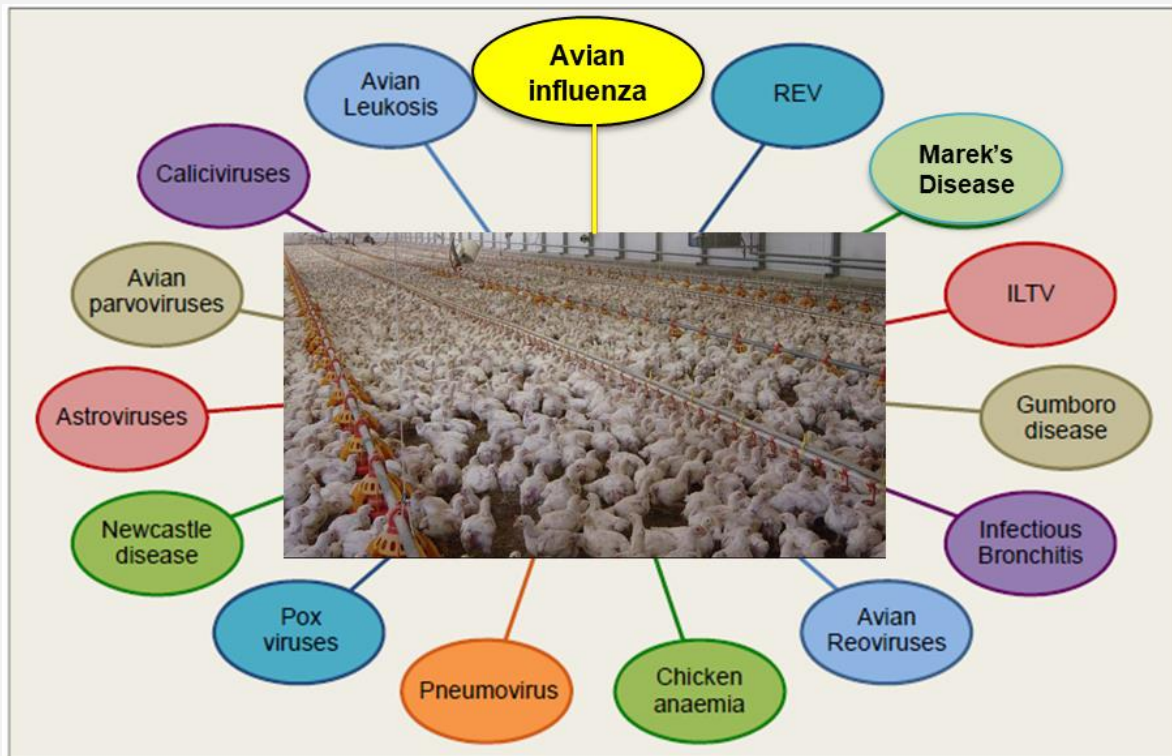 Avian
influenza
REV
Marek's
Disease
ILTV
Gumboro
disease
Infectious
Bronchitis
Avian
Reoviruses
Chicken
anaemia
Pneumovirus
Pox
viruses
Newcastle
disease
Astroviruses
Avian
parvoviruses
Caliciviruses
Avian
Leukosis